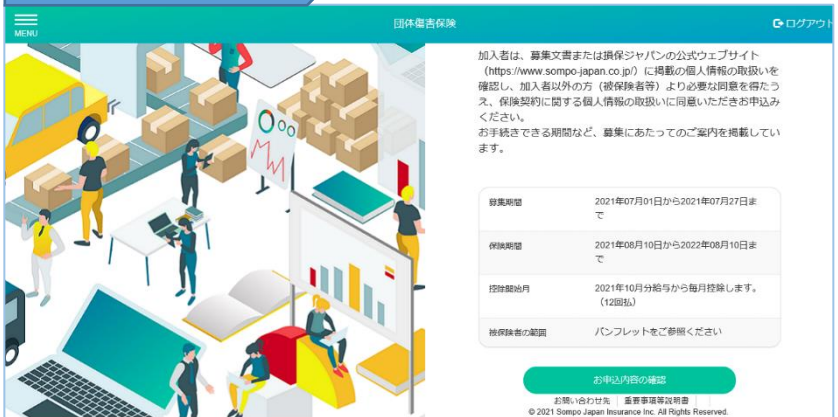 MENU
団体傷害保険
ログアウト
加入者は、募集文書または損保ジャパンの公式ウェブサイト
（https://www.sompo-japan.co.jp/）に掲載の個人情報の取扱いを
確認し、加入者以外の方（被保険者等）より必要な同意を得たう
え、保険契約に関する個人情報の取扱いに同意いただきお申込み
ください。
お手続きできる期間など、募集にあたってのご案内を掲載してい
ます。
募集期間
2021年07月01日から2021年07月27日ま
で
保険期間
2021年08月10日から2022年08月10日ま
で
控除開始月
2021年10月分給与から毎月控除します。
（12回払）
被保険者の範囲
パンフレットをご参照ください
お申込内容の確認
お問い合わせ先
重要事項等説明書
© 2021 Sompo Japan Insurance Inc. All Rights Reserved.